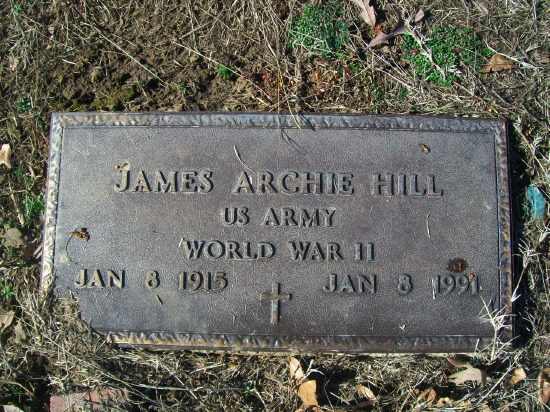 JAMES ARCHIE HILL
US ARMY
WORLD WAR II
JAN 8 1915 JAN 8 1991